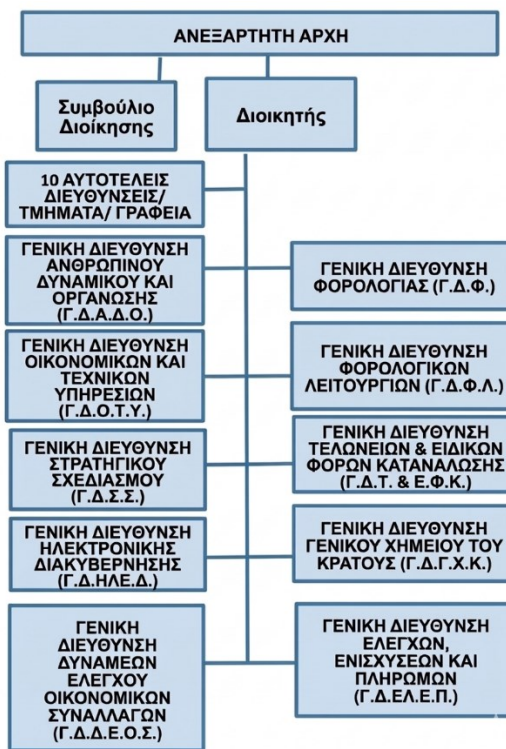 ΑΝΕΞΑΡΤΗΤΗ ΑΡΧΗ
Συμβούλιο
Διοίκησης
Διοικητής
10 ΑΥΤΟΤΕΛΕΙΣ
ΔΙΕΥΘΥΝΣΕΙΣ/
ΤΜΗΜΑΤΑ/ ΓΡΑΦΕΙΑ
ΓΕΝΙΚΗ ΔΙΕΥΘΥΝΣΗ
ΑΝΘΡΩΠΙΝΟΥ
ΔΥΝΑΜΙΚΟΥ ΚΑΙ
ΟΡΓΑΝΩΣΗΣ
(Γ.Δ.Α.Δ.Ο.)
ΓΕΝΙΚΗ ΔΙΕΥΘΥΝΣΗ
ΦΟΡΟΛΟΓΙΑΣ (Γ.Δ.Φ.)
ΓΕΝΙΚΗ ΔΙΕΥΘΥΝΣΗ
ΟΙΚΟΝΟΜΙΚΩΝ ΚΑΙ
ΤΕΧΝΙΚΩΝ
ΥΠΗΡΕΣΙΩΝ
(Γ.Δ.Ο.Τ.Υ.)
ΓΕΝΙΚΗ ΔΙΕΥΘΥΝΣΗ
ΦΟΡΟΛΟΓΙΚΩΝ
ΛΕΙΤΟΥΡΓΙΩΝ (Γ.Δ.Φ.Λ.)
ΓΕΝΙΚΗ ΔΙΕΥΘΥΝΣΗ
ΣΤΡΑΤΗΓΙΚΟΥ
ΣΧΕΔΙΑΣΜΟΥ
(Γ.Δ.Σ.Σ.)
ΓΕΝΙΚΗ ΔΙΕΥΘΥΝΣΗ
ΤΕΛΩΝΕΙΩΝ & ΕΙΔΙΚΩΝ
ΦΟΡΩΝ ΚΑΤΑΝΑΛΩΣΗΣ
(Γ.Δ.Τ. & Ε.Φ.Κ.)
ΓΕΝΙΚΗ ΔΙΕΥΘΥΝΣΗ
ΗΛΕΚΤΡΟΝΙΚΗΣ
ΔΙΑΚΥΒΕΡΝΗΣΗΣ
(Γ.Δ.ΗΛΕ.Δ.)
ΓΕΝΙΚΗ ΔΙΕΥΘΥΝΣΗ
ΓΕΝΙΚΟΥ ΧΗΜΕΙΟΥ ΤΟΥ
ΚΡΑΤΟΥΣ (Γ.Δ.Γ.Χ.Κ.)
ΓΕΝΙΚΗ
ΔΙΕΥΘΥΝΣΗ
ΔΥΝΑΜΕΩΝ
ΕΛΕΓΧΟΥ
ΟΙΚΟΝΟΜΙΚΩΝ
ΣΥΝΑΛΛΑΓΩΝ
(Γ.Δ.Δ.Ε.Ο.Σ.)
ΓΕΝΙΚΗ ΔΙΕΥΘΥΝΣΗ
ΕΛΕΓΧΩΝ,
ΕΝΙΣΧΥΣΕΩΝ ΚΑΙ
ΠΛΗΡΩΜΩΝ
(Γ.Δ.ΕΛ.Ε.Π.)